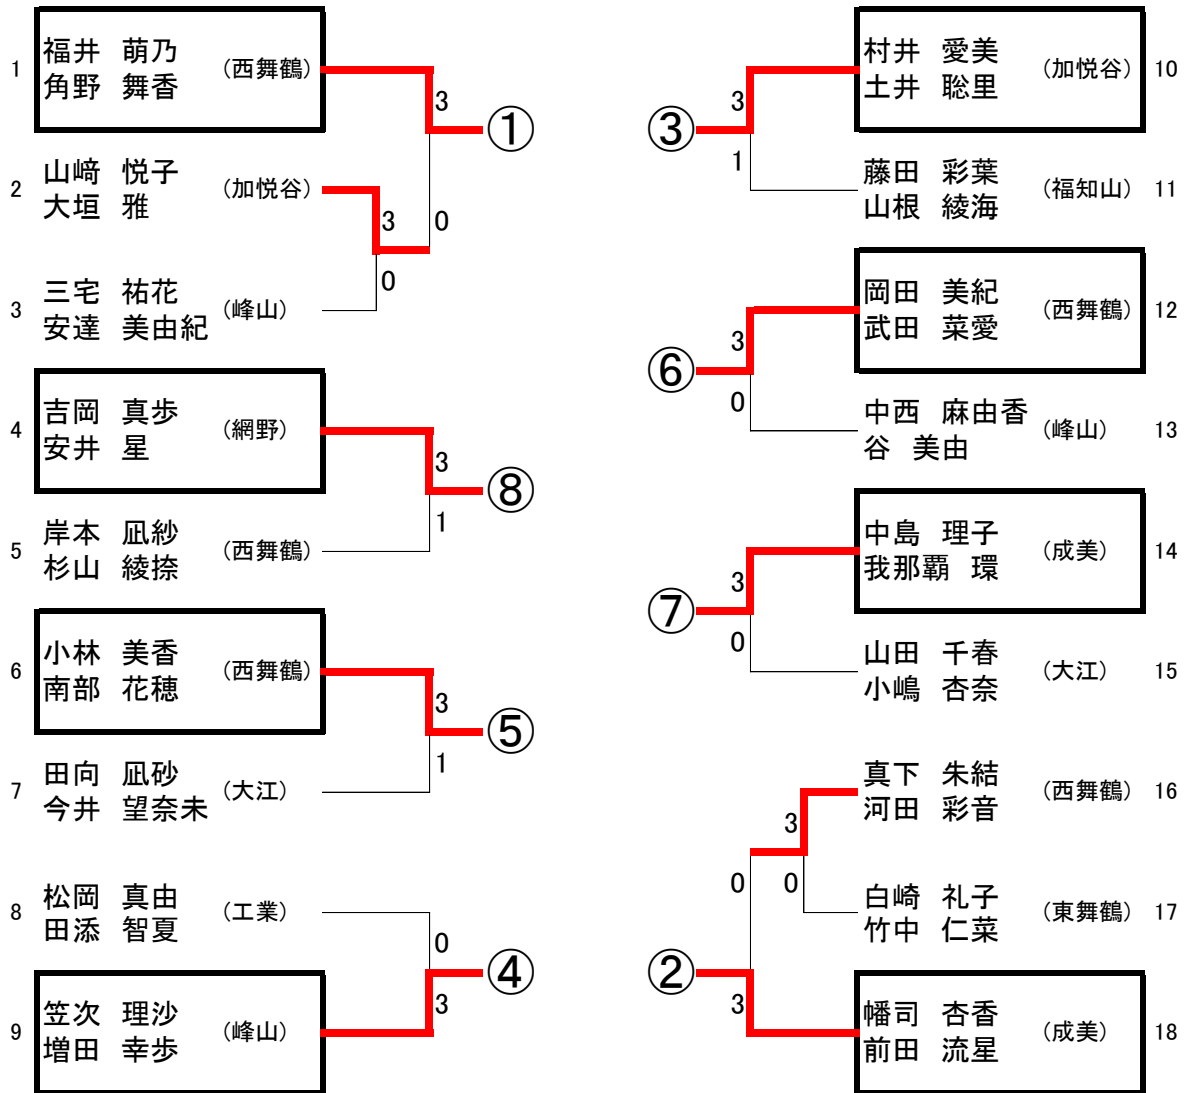 1 福井 萌乃 (西舞鶴)
角野 舞香
3
①
2 山﨑 悦子 (加悦谷)
大垣 雅
3
0
0
3 三宅 祐花 (峰山)
安達 美由紀
4 吉岡 真歩 (網野)
安井 星
3
⑧
1
5 岸本 凪紗 (西舞鶴)
杉山 綾捺
6 小林 美香 (西舞鶴)
南部 花穂
3
⑤
1
7 田向 凪砂 (大江)
今井 望奈未
8 松岡 真由 (工業)
田添 智夏
0
④
3
9 笠次 理沙 (峰山)
増田 幸歩
村井 愛美 (加悦谷) 10
土井 聡里
3
③
1
藤田 彩葉 (福知山) 11
山根 綾海
岡田 美紀 (西舞鶴) 12
武田 菜愛
3
⑥
0
中西 麻由香 (峰山) 13
谷 美由
中島 理子 (成美) 14
我那覇 環
3
⑦
0
山田 千春 (大江) 15
小嶋 杏奈
真下 朱結 (西舞鶴) 16
河田 彩音
3
0 0
白崎 礼子 (東舞鶴) 17
竹中 仁菜
②
3
幡司 杏香 (成美) 18
前田 流星